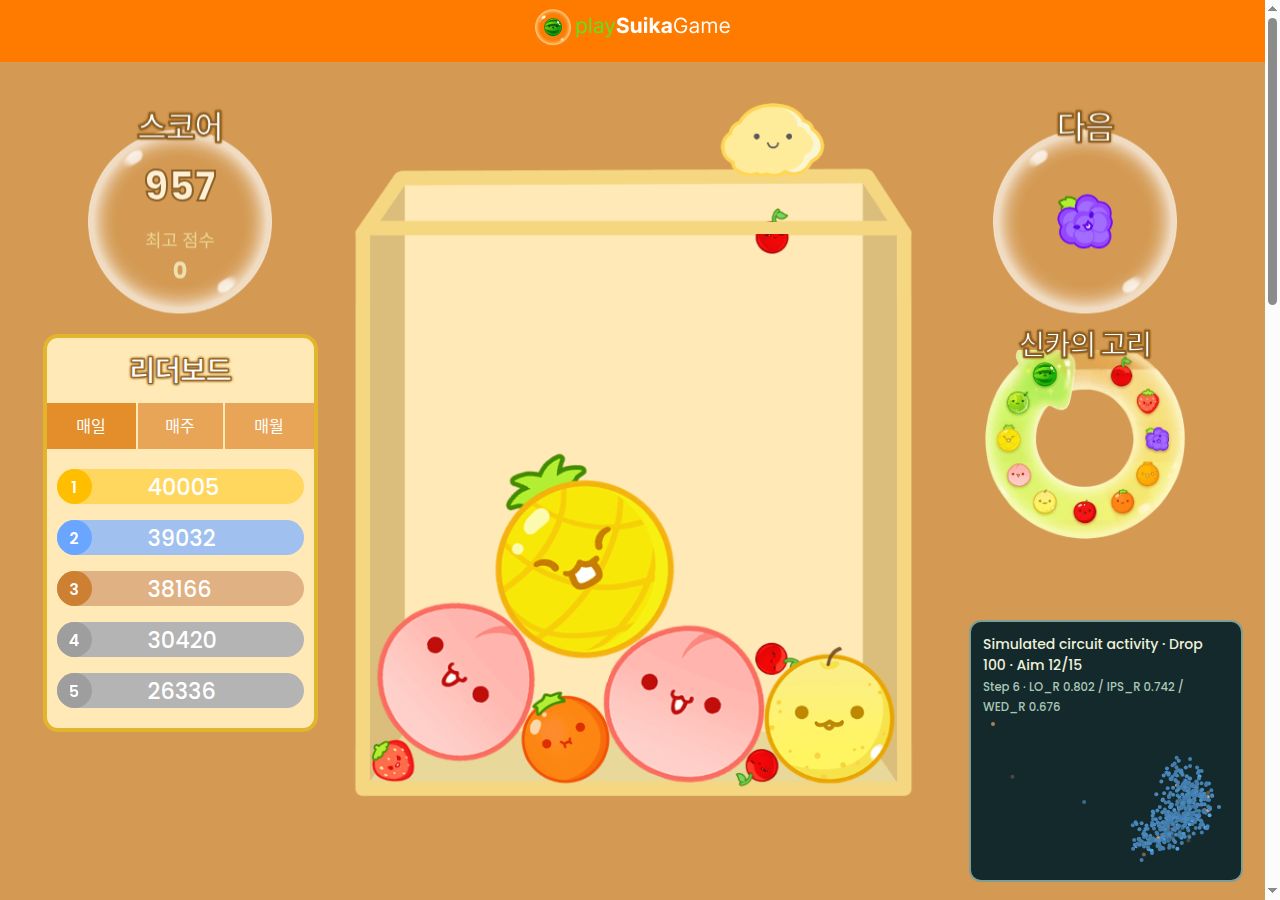 playSuikaGame
스코어
957
최고 점수
0
다음
신카의 고리
리더보드
매일 매주 매월
1 40005
2 39032
3 38166
4 30420
5 26336
Simulated circuit activity · Drop
100 · Aim 12/15
Step 6 · LO_R 0.802 / IPS_R 0.742 /
WED_R 0.676